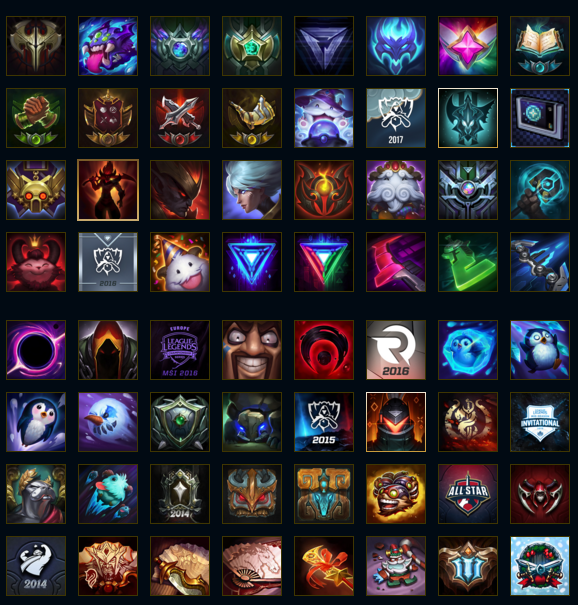 2017
2018
EUROPE
LEAGUE OF
LEGENDS
MSI 2016
R
2016
2015
INVITATIONAL
2014
ALL STAR
2014